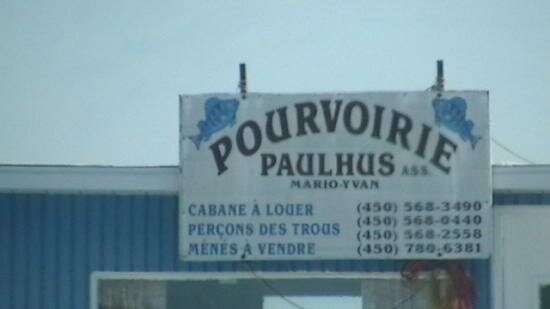 POURVOIRIE
PAULHUS ASS.
MARIO-YVAN
CABANE À LOUER (450) 568-3490
PERÇONS DES TROUS (450) 568-0440
MÉNÉS À VENDRE (450) 568-2558
(450) 780-6381